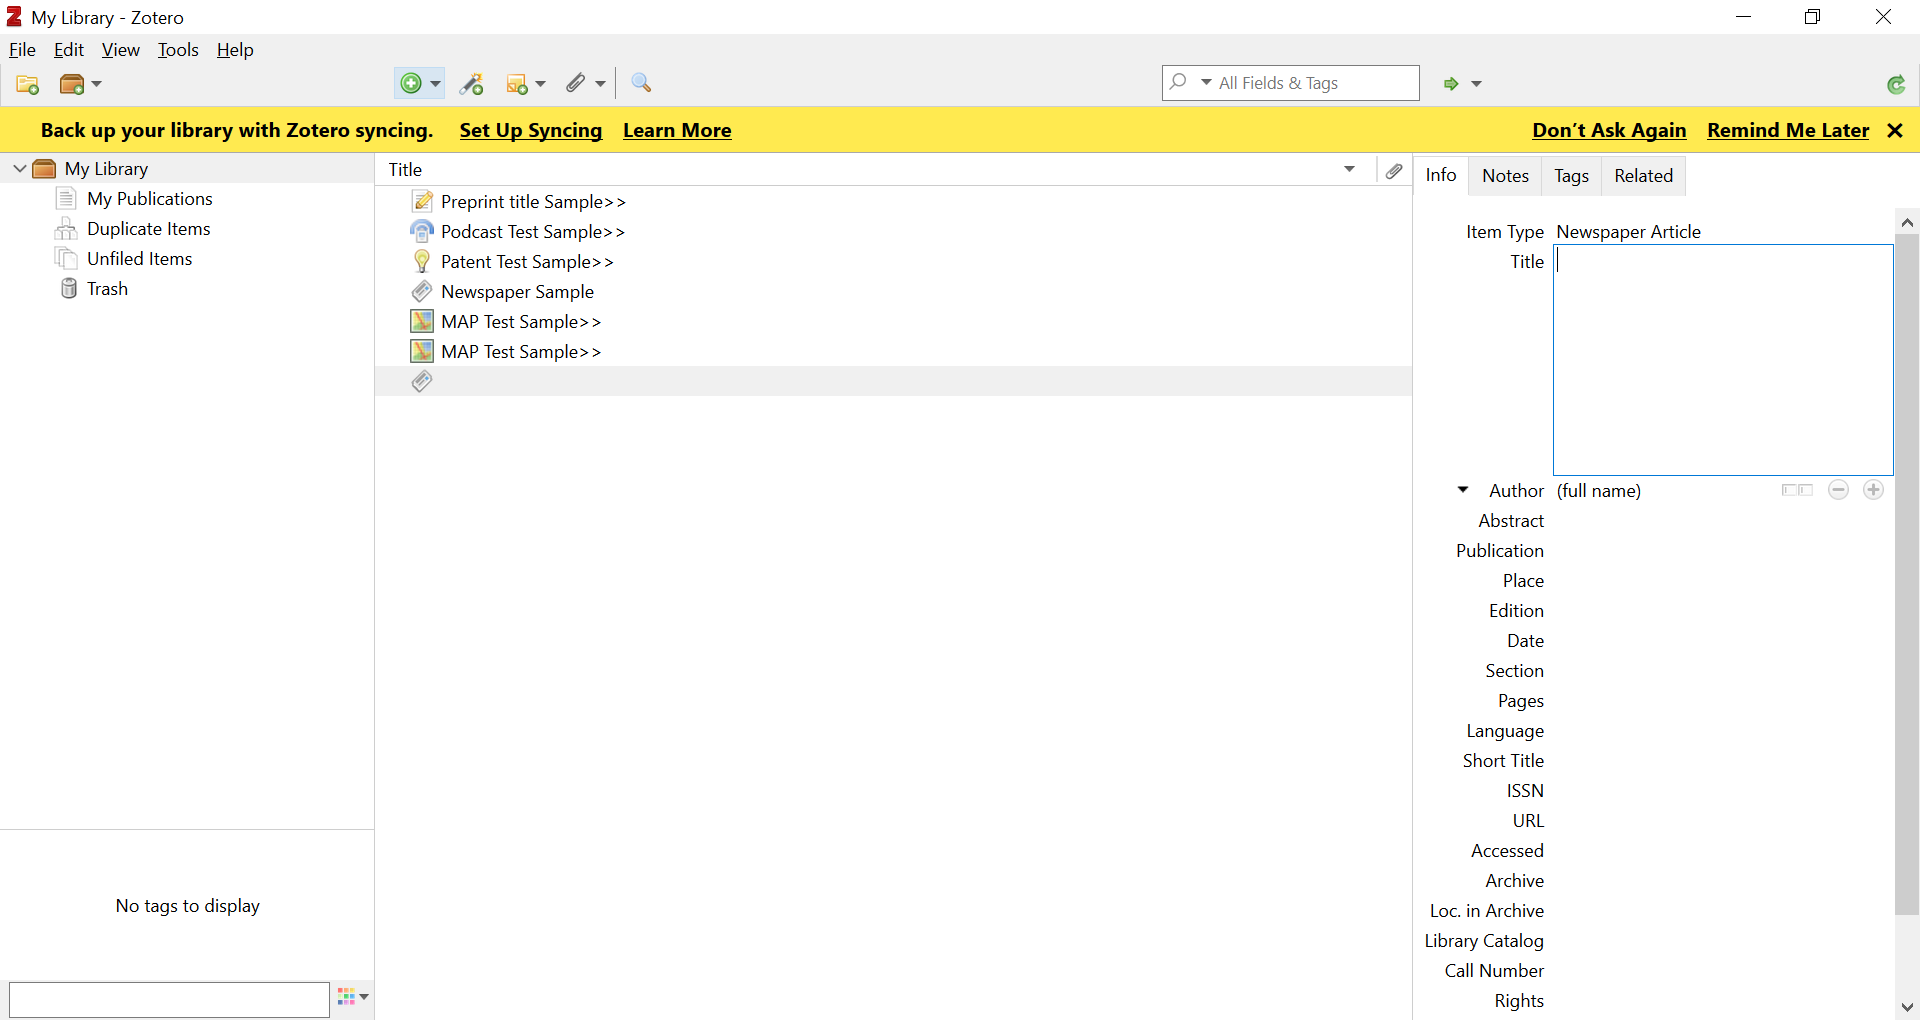 My Library - Zotero
File Edit View Tools Help
All Fields & Tags
Back up your library with Zotero syncing. Set Up Syncing Learn More Don't Ask Again Remind Me Later
My Library
My Publications
Duplicate Items
Unfiled Items
Trash
No tags to display
Title
Preprint title Sample>>
Podcast Test Sample>>
Patent Test Sample>>
Newspaper Sample
MAP Test Sample>>
MAP Test Sample>>
Info Notes Tags Related
Item Type Newspaper Article
Title
Author (full name)
Abstract
Publication
Place
Edition
Date
Section
Pages
Language
Short Title
ISSN
URL
Accessed
Archive
Loc. in Archive
Library Catalog
Call Number
Rights